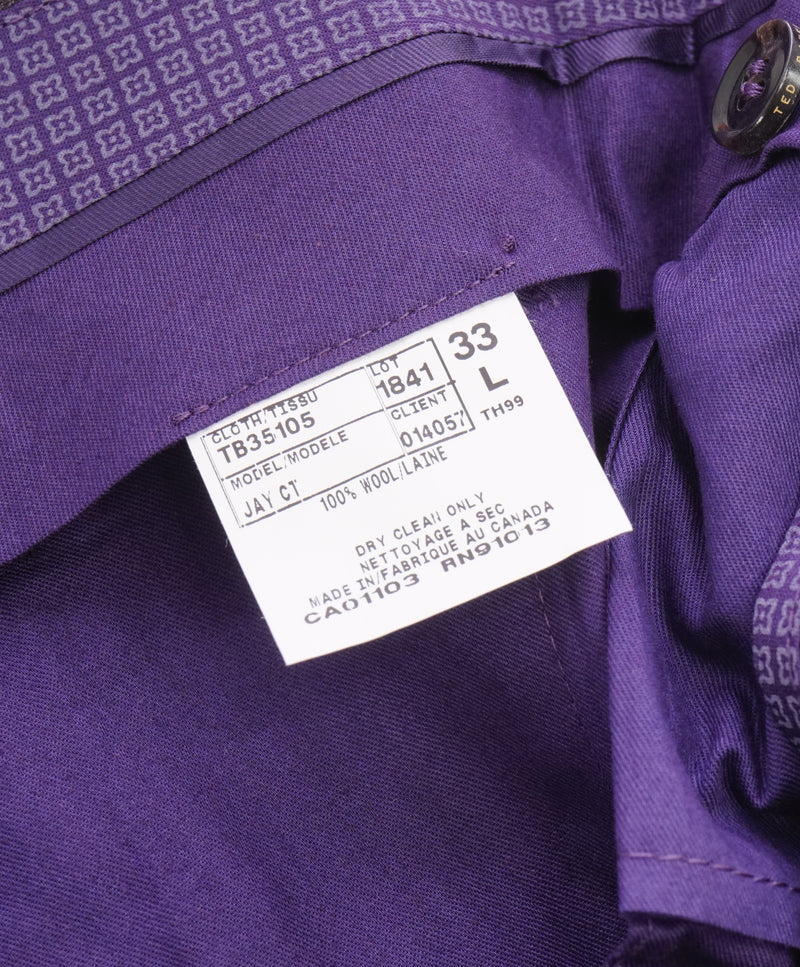 CLOTH/TISSU
TB35105
LOT
1841
33
L
TH99
MODEL/MODELE
JAY CT
CLIENT
014057
100% WOOL/LAINE
DRY CLEAN ONLY
NETTOYAGE A SEC
MADE IN/FABRIQUE AU CANADA
CA01103 RN91013
TED